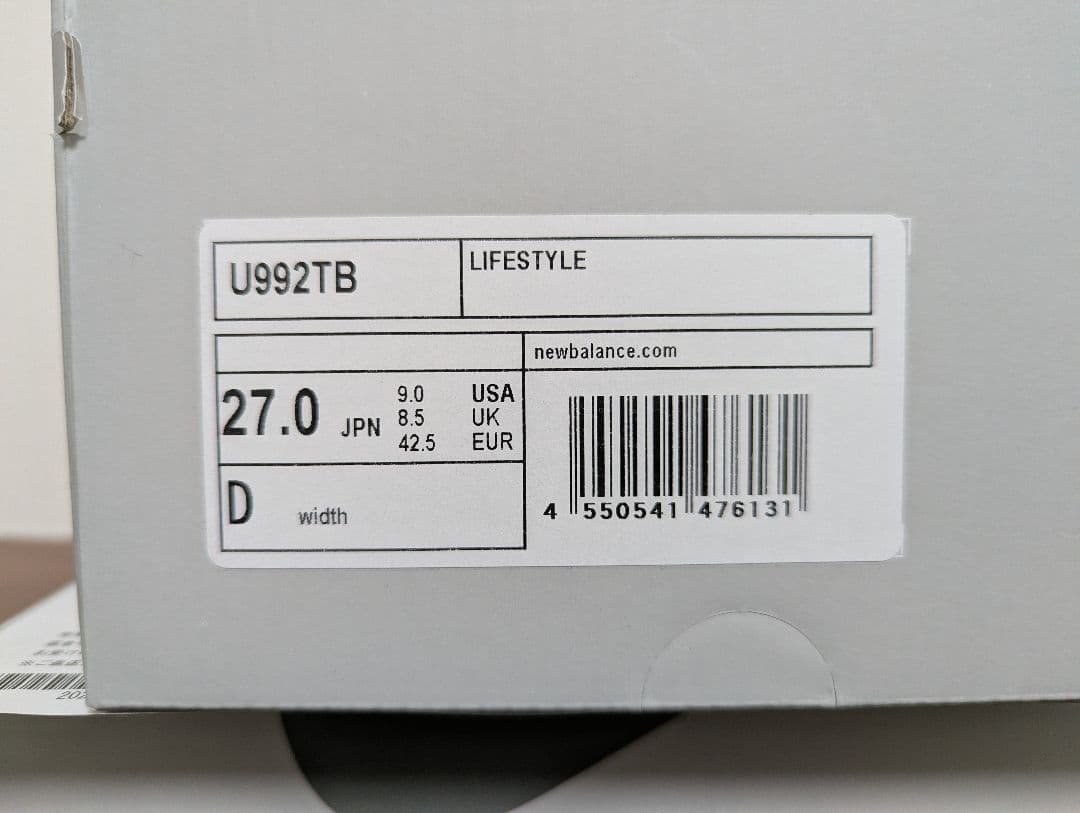 U992TB
LIFESTYLE
newbalance.com
27.0 JPN
9.0 USA
8.5 UK
42.5 EUR
D width
4 550541 476131